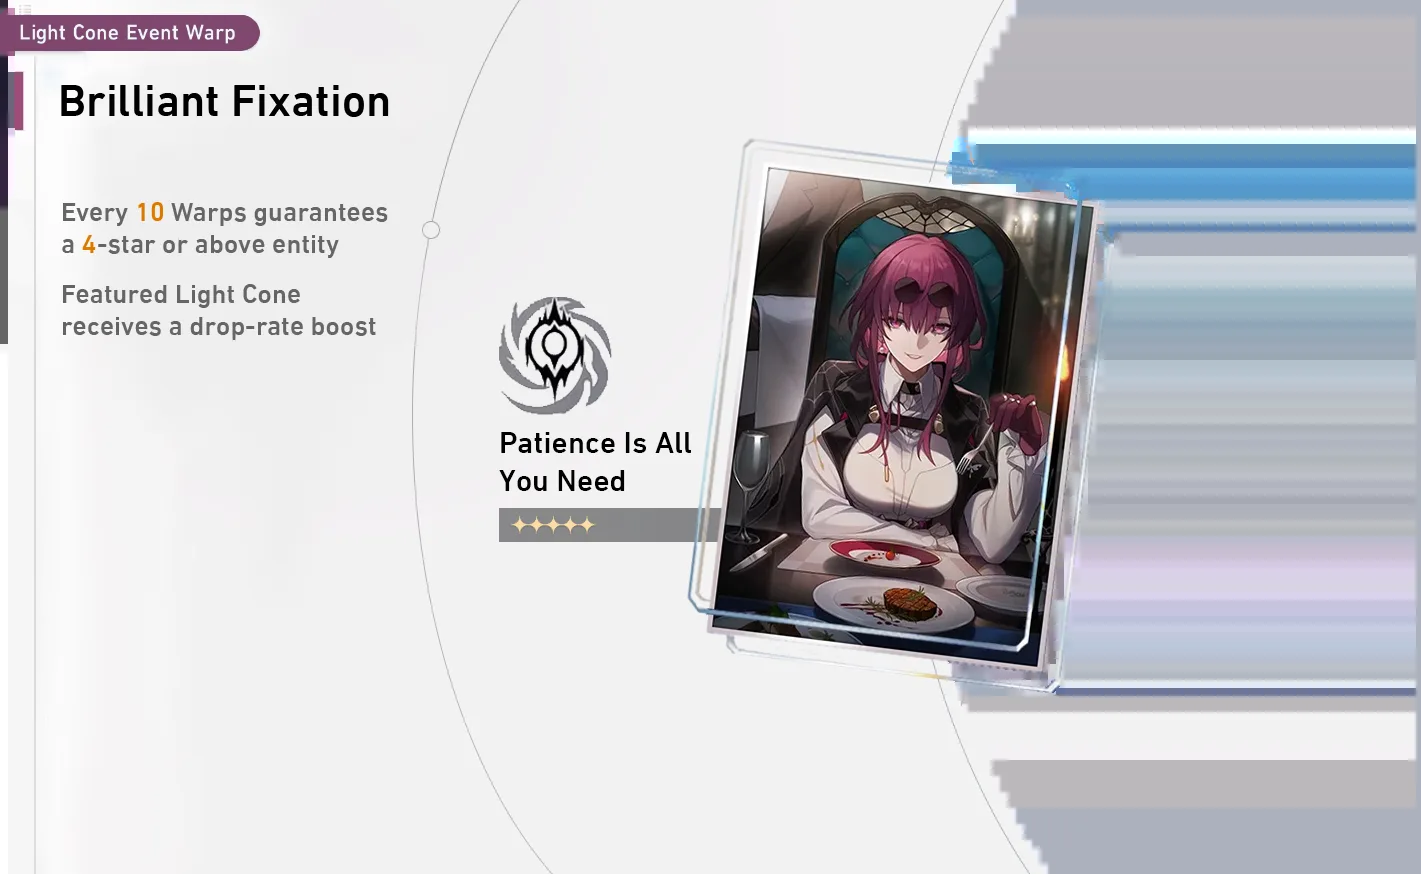 Light Cone Event Warp
Brilliant Fixation
Every 10 Warps guarantees
a 4-star or above entity
Featured Light Cone
receives a drop-rate boost
Patience Is All
You Need